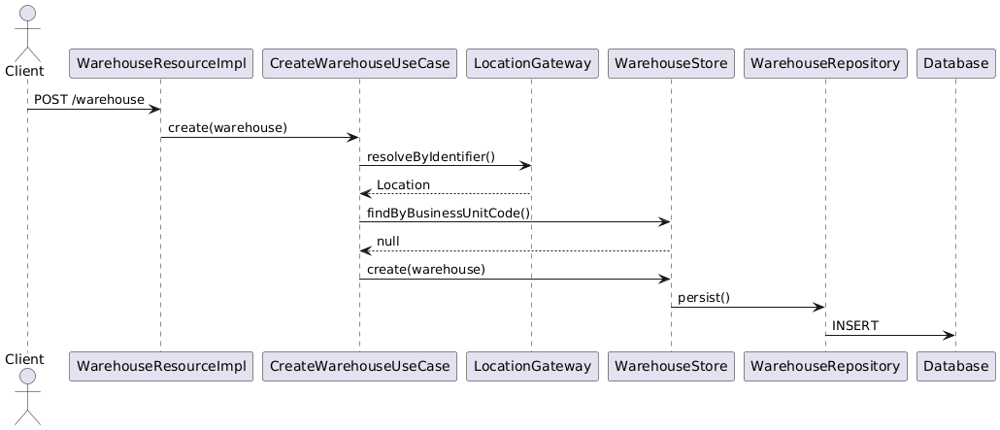 Client
WarehouseResourceImpl
CreateWarehouseUseCase
LocationGateway
WarehouseStore
WarehouseRepository
Database
POST /warehouse
create(warehouse)
resolveByIdentifier()
Location
findByBusinessUnitCode()
null
create(warehouse)
persist()
INSERT
Client
WarehouseResourceImpl
CreateWarehouseUseCase
LocationGateway
WarehouseStore
WarehouseRepository
Database